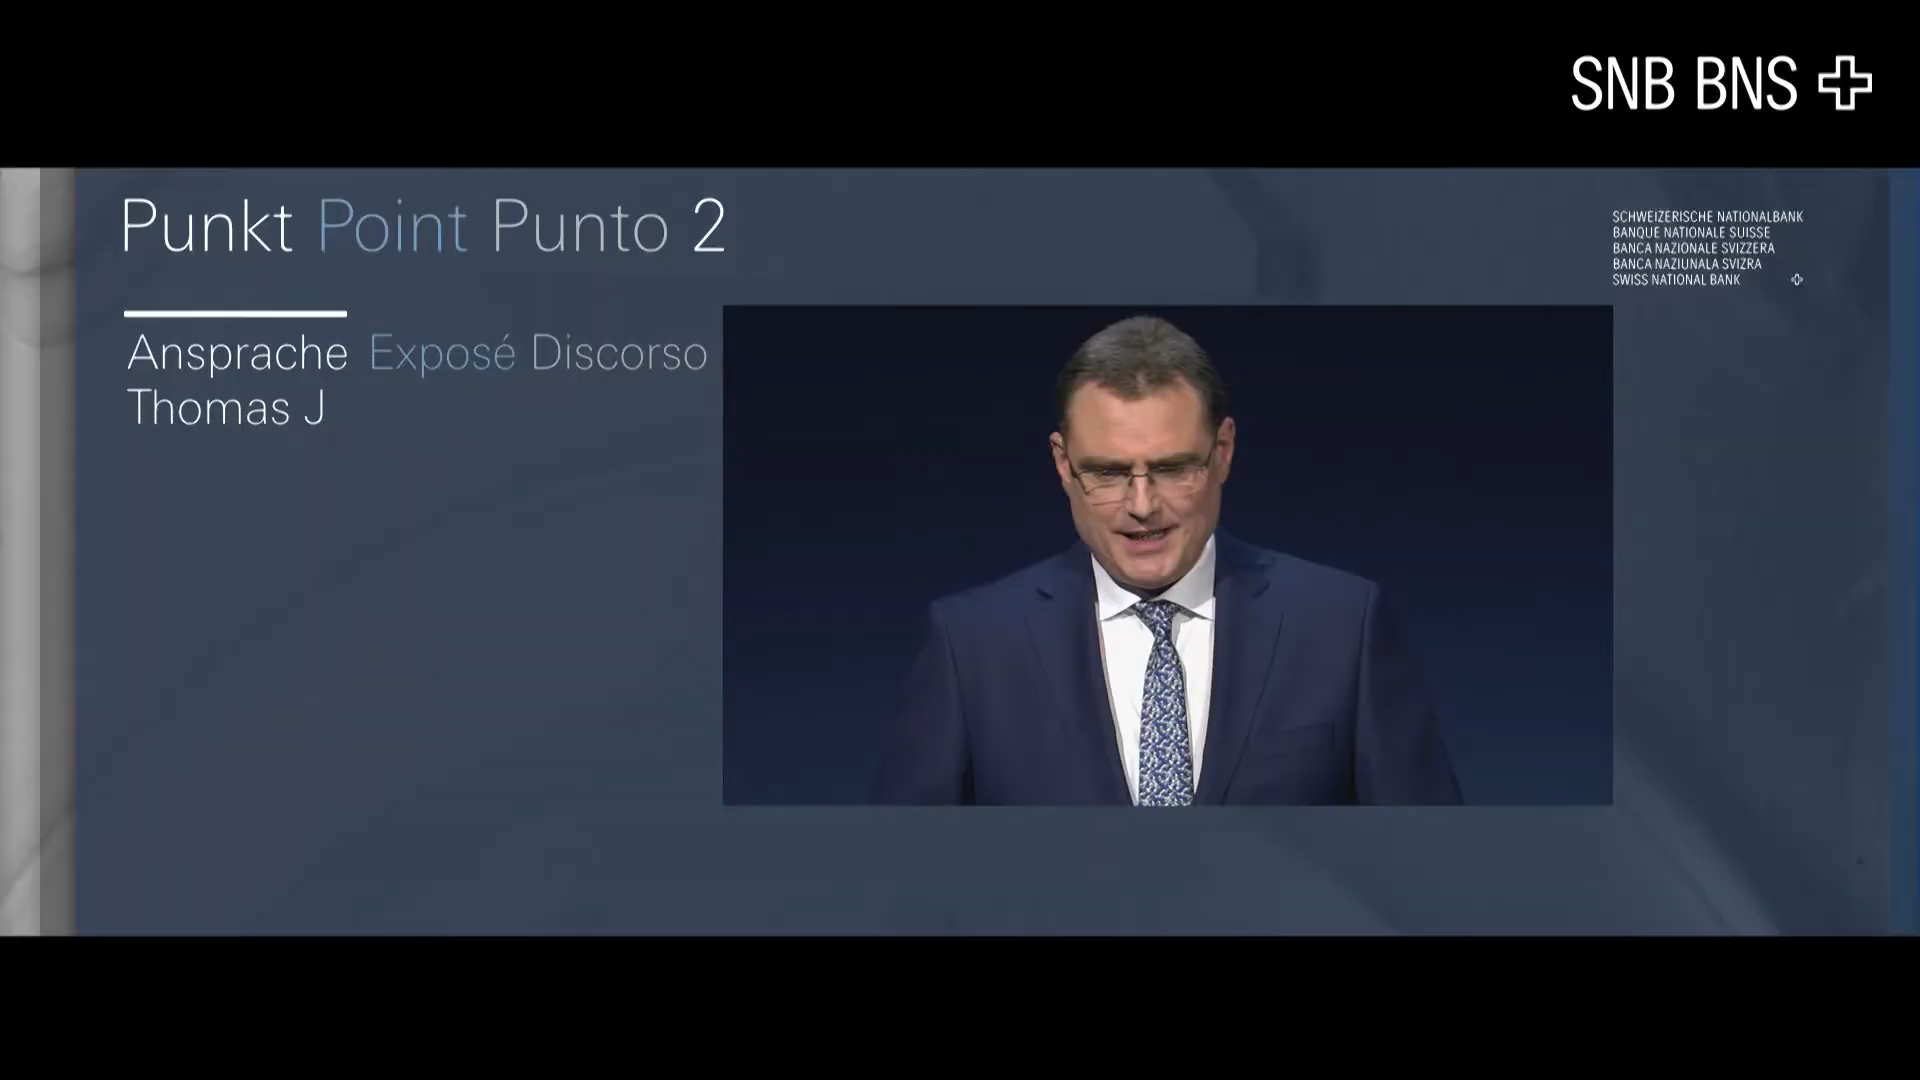 SNB BNS
Punkt Point Punto 2
SCHWEIZERISCHE NATIONALBANK
BANQUE NATIONALE SUISSE
BANCA NAZIONALE SVIZZERA
BANCA NAZIUNALA SVIZRA
SWISS NATIONAL BANK
Ansprache Exposé Discorso
Thomas J